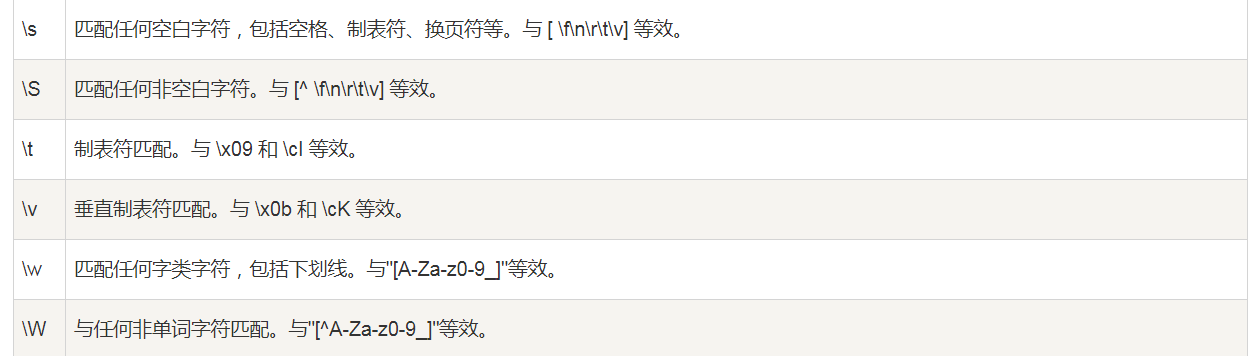 \s 匹配任何空白字符，包括空格、制表符、换页符等。与 [ \f\n\r\t\v] 等效。
\S 匹配任何非空白字符。与 [^ \f\n\r\t\v] 等效。
\t 制表符匹配。与 \x09 和 \cI 等效。
\v 垂直制表符匹配。与 \x0b 和 \cK 等效。
\w 匹配任何字类字符，包括下划线。与"[A-Za-z0-9_]"等效。
\W 与任何非单词字符匹配。与"[^A-Za-z0-9_]"等效。